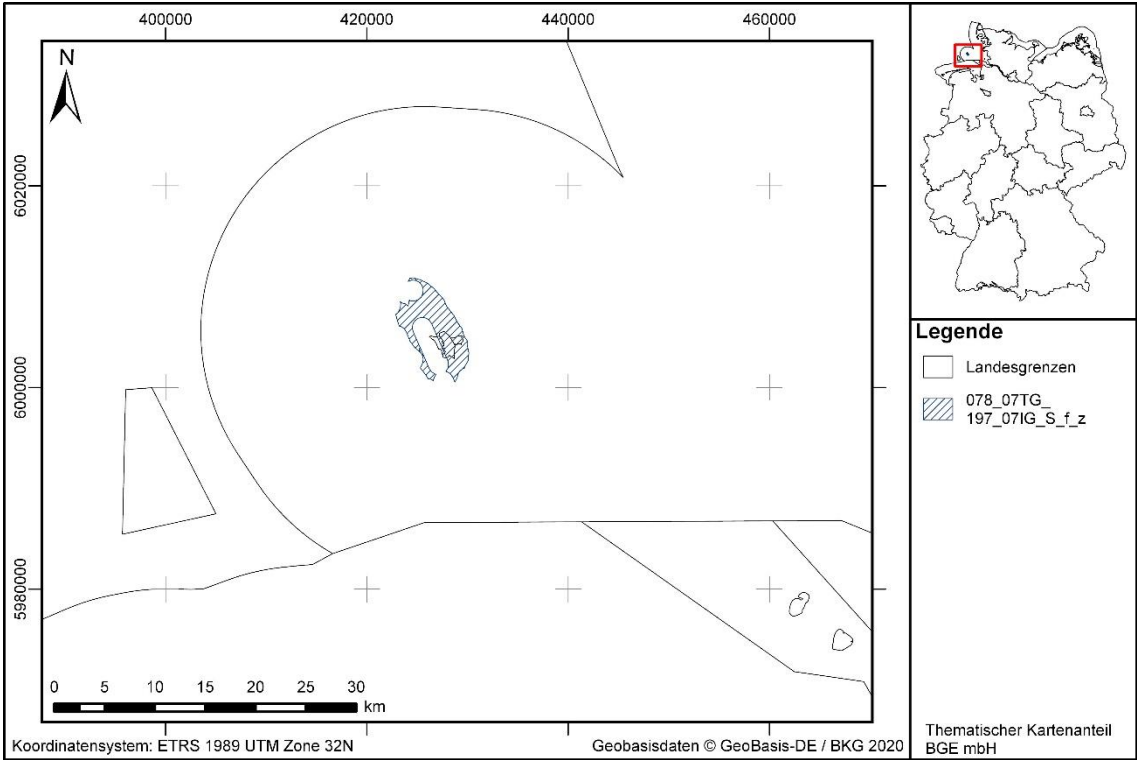 400000
420000
440000
460000
N
6020000
6000000
5980000
0 5 10 15 20 25 30
km
Koordinatensystem: ETRS 1989 UTM Zone 32N
Geobasisdaten © GeoBasis-DE / BKG 2020
Legende
Landesgrenzen
078_07TG_
197_07IG_S_f_z
Thematischer Kartenanteil
BGE mbH